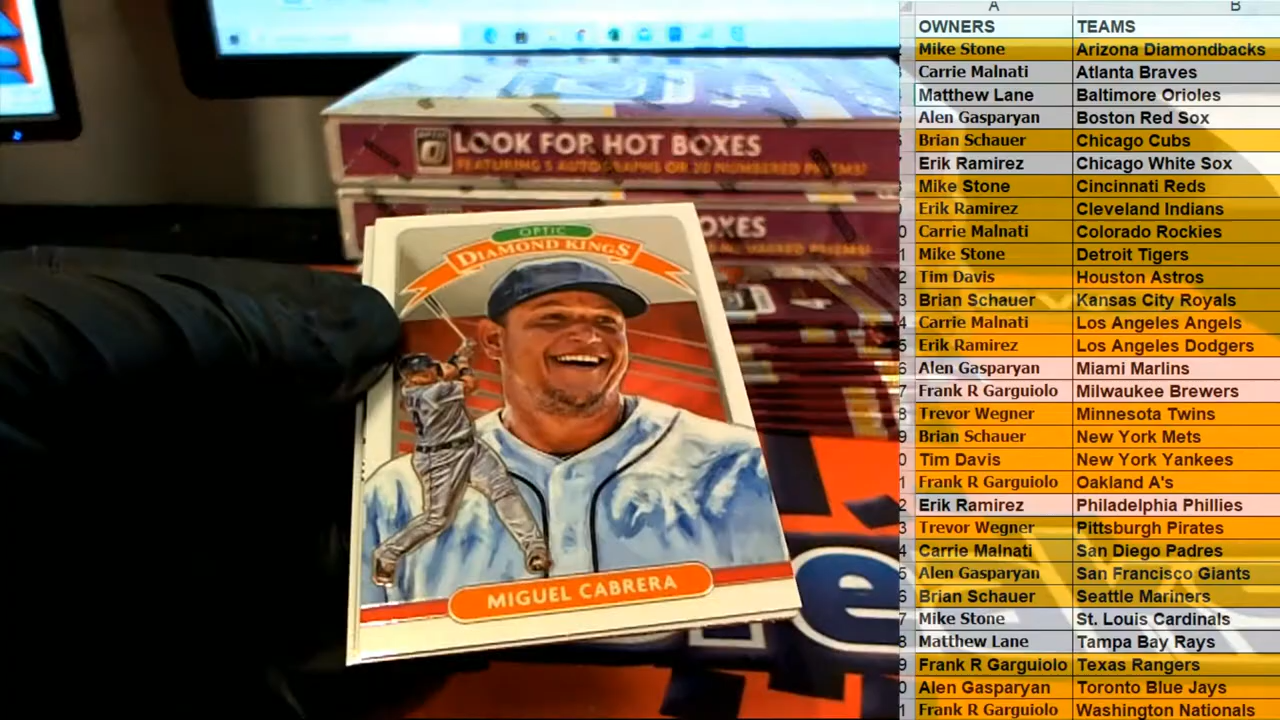 LOOK FOR HOT BOXES
FEATURING 5 AUTOGRAPHS OR 20 NUMBERED PRIZMS!
OXES
OPTIC
DIAMOND KINGS
MIGUEL CABRERA
e
A B
OWNERS TEAMS
Mike Stone Arizona Diamondbacks
Carrie Malnati Atlanta Braves
Matthew Lane Baltimore Orioles
Alen Gasparyan Boston Red Sox
Brian Schauer Chicago Cubs
Erik Ramirez Chicago White Sox
Mike Stone Cincinnati Reds
Erik Ramirez Cleveland Indians
Carrie Malnati Colorado Rockies
Mike Stone Detroit Tigers
Tim Davis Houston Astros
Brian Schauer Kansas City Royals
Carrie Malnati Los Angeles Angels
Erik Ramirez Los Angeles Dodgers
Alen Gasparyan Miami Marlins
Frank R Garguiolo Milwaukee Brewers
Trevor Wegner Minnesota Twins
Brian Schauer New York Mets
Tim Davis New York Yankees
Frank R Garguiolo Oakland A's
Erik Ramirez Philadelphia Phillies
Trevor Wegner Pittsburgh Pirates
Carrie Malnati San Diego Padres
Alen Gasparyan San Francisco Giants
Brian Schauer Seattle Mariners
Mike Stone St. Louis Cardinals
Matthew Lane Tampa Bay Rays
Frank R Garguiolo Texas Rangers
Alen Gasparyan Toronto Blue Jays
Frank R Garguiolo Washington Nationals